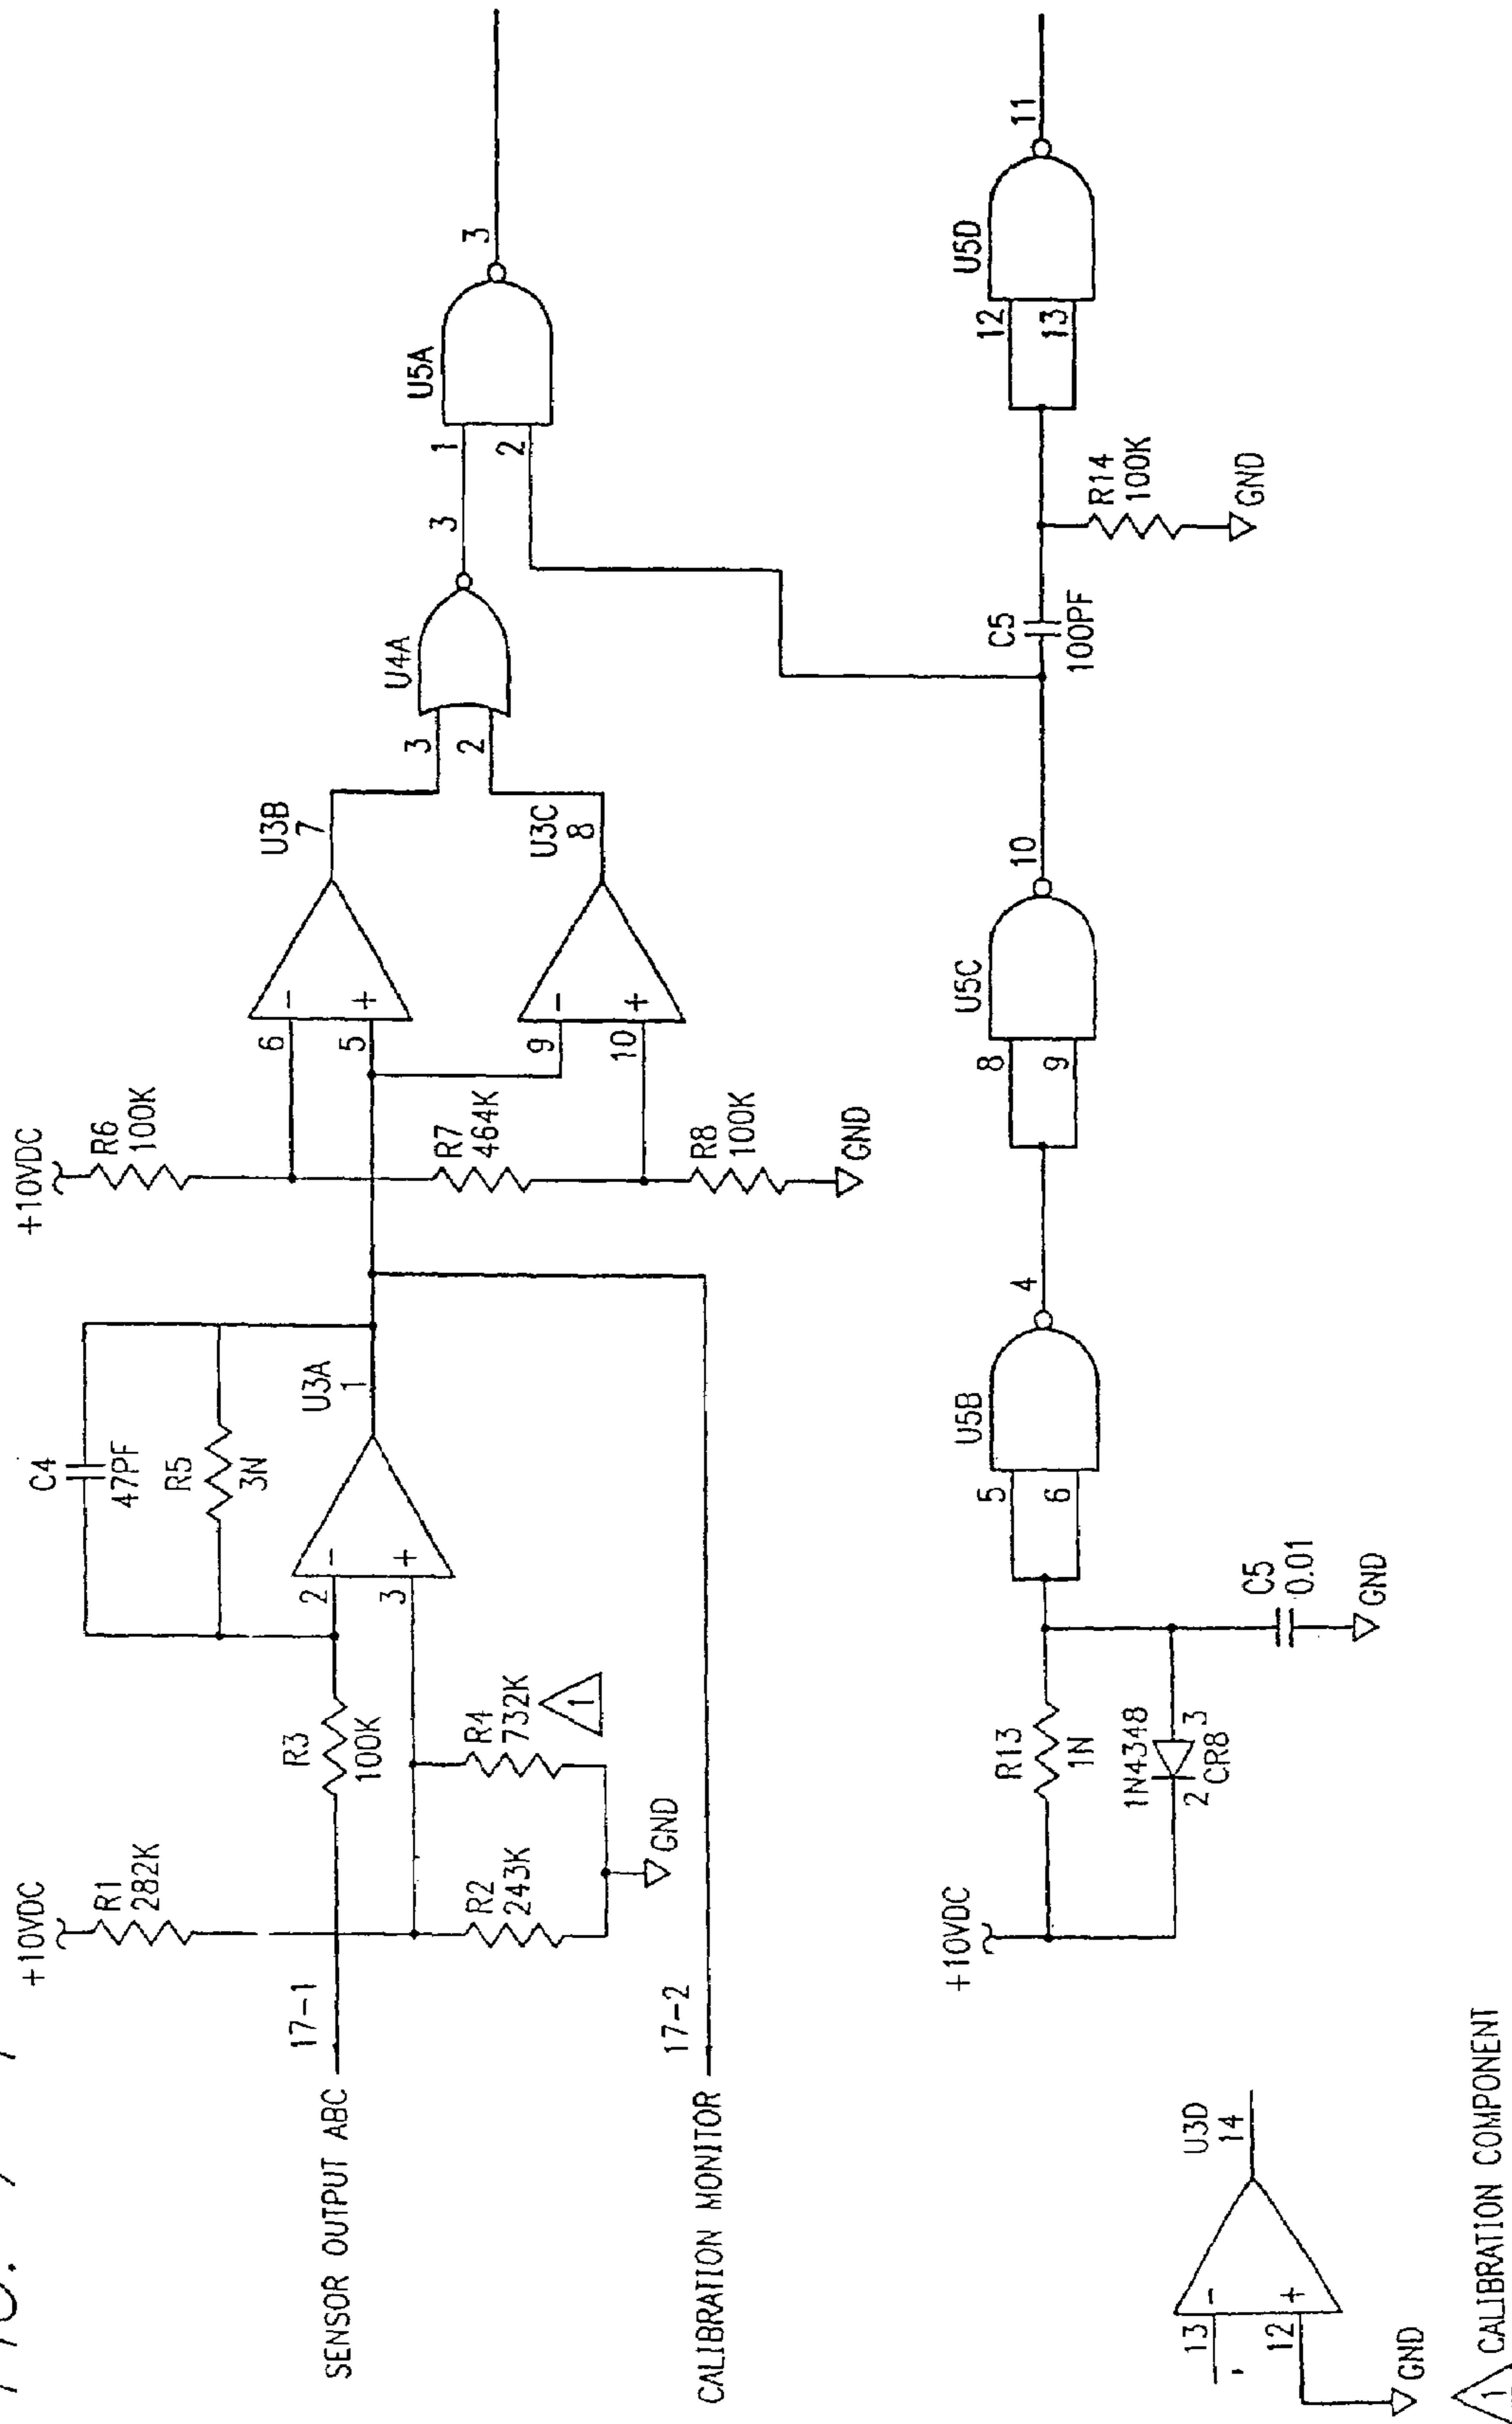 +10VDC
R1
282K
17-1
SENSOR OUTPUT ABC
R3
100K
R2
243K
R4
732K
1
GND
C4
47PF
R5
3N
2
3
-
+
U3A
1
17-2
CALIBRATION MONITOR
+10VDC
R6
100K
R7
464K
R8
100K
GND
6
5
-
+
U3B
7
9
10
-
+
U3C
8
3
2
U4A
3
1
2
U5A
3
+10VDC
R13
1N
1N4348
2
3
CR8
C5
0.01
GND
5
6
U5B
4
8
9
U5C
10
C5
100PF
R14
100K
GND
12
13
U5D
11
13
12
-
+
U3D
14
GND
1 CALIBRATION COMPONENT